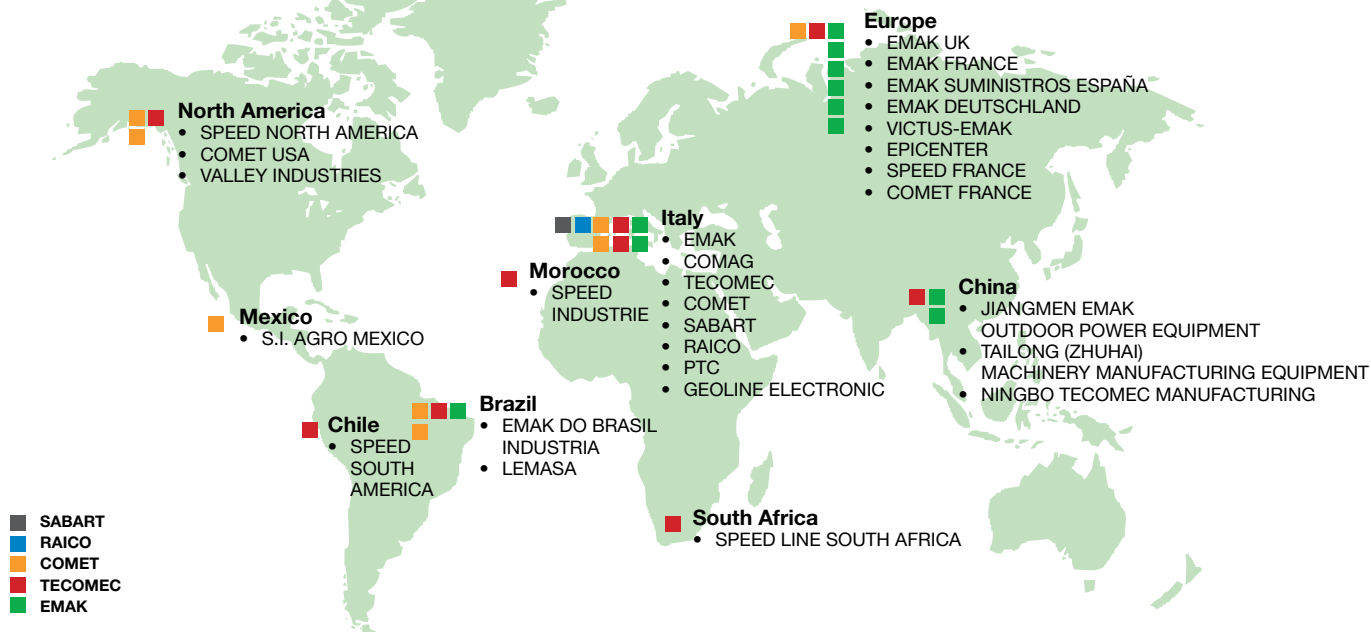 Europe
• EMAK UK
• EMAK FRANCE
• EMAK SUMINISTROS ESPAÑA
• EMAK DEUTSCHLAND
• VICTUS-EMAK
• EPICENTER
• SPEED FRANCE
• COMET FRANCE
North America
• SPEED NORTH AMERICA
• COMET USA
• VALLEY INDUSTRIES
Italy
• EMAK
• COMAG
• TECOMEC
• COMET
• SABART
• RAICO
• PTC
• GEOLINE ELECTRONIC
Morocco
• SPEED
INDUSTRIE
China
• JIANGMEN EMAK
OUTDOOR POWER EQUIPMENT
• TAILONG (ZHUHAI)
MACHINERY MANUFACTURING EQUIPMENT
• NINGBO TECOMEC MANUFACTURING
Mexico
• S.I. AGRO MEXICO
Brazil
• EMAK DO BRASIL
INDUSTRIA
• LEMASA
Chile
• SPEED
SOUTH
AMERICA
South Africa
• SPEED LINE SOUTH AFRICA
SABART
RAICO
COMET
TECOMEC
EMAK